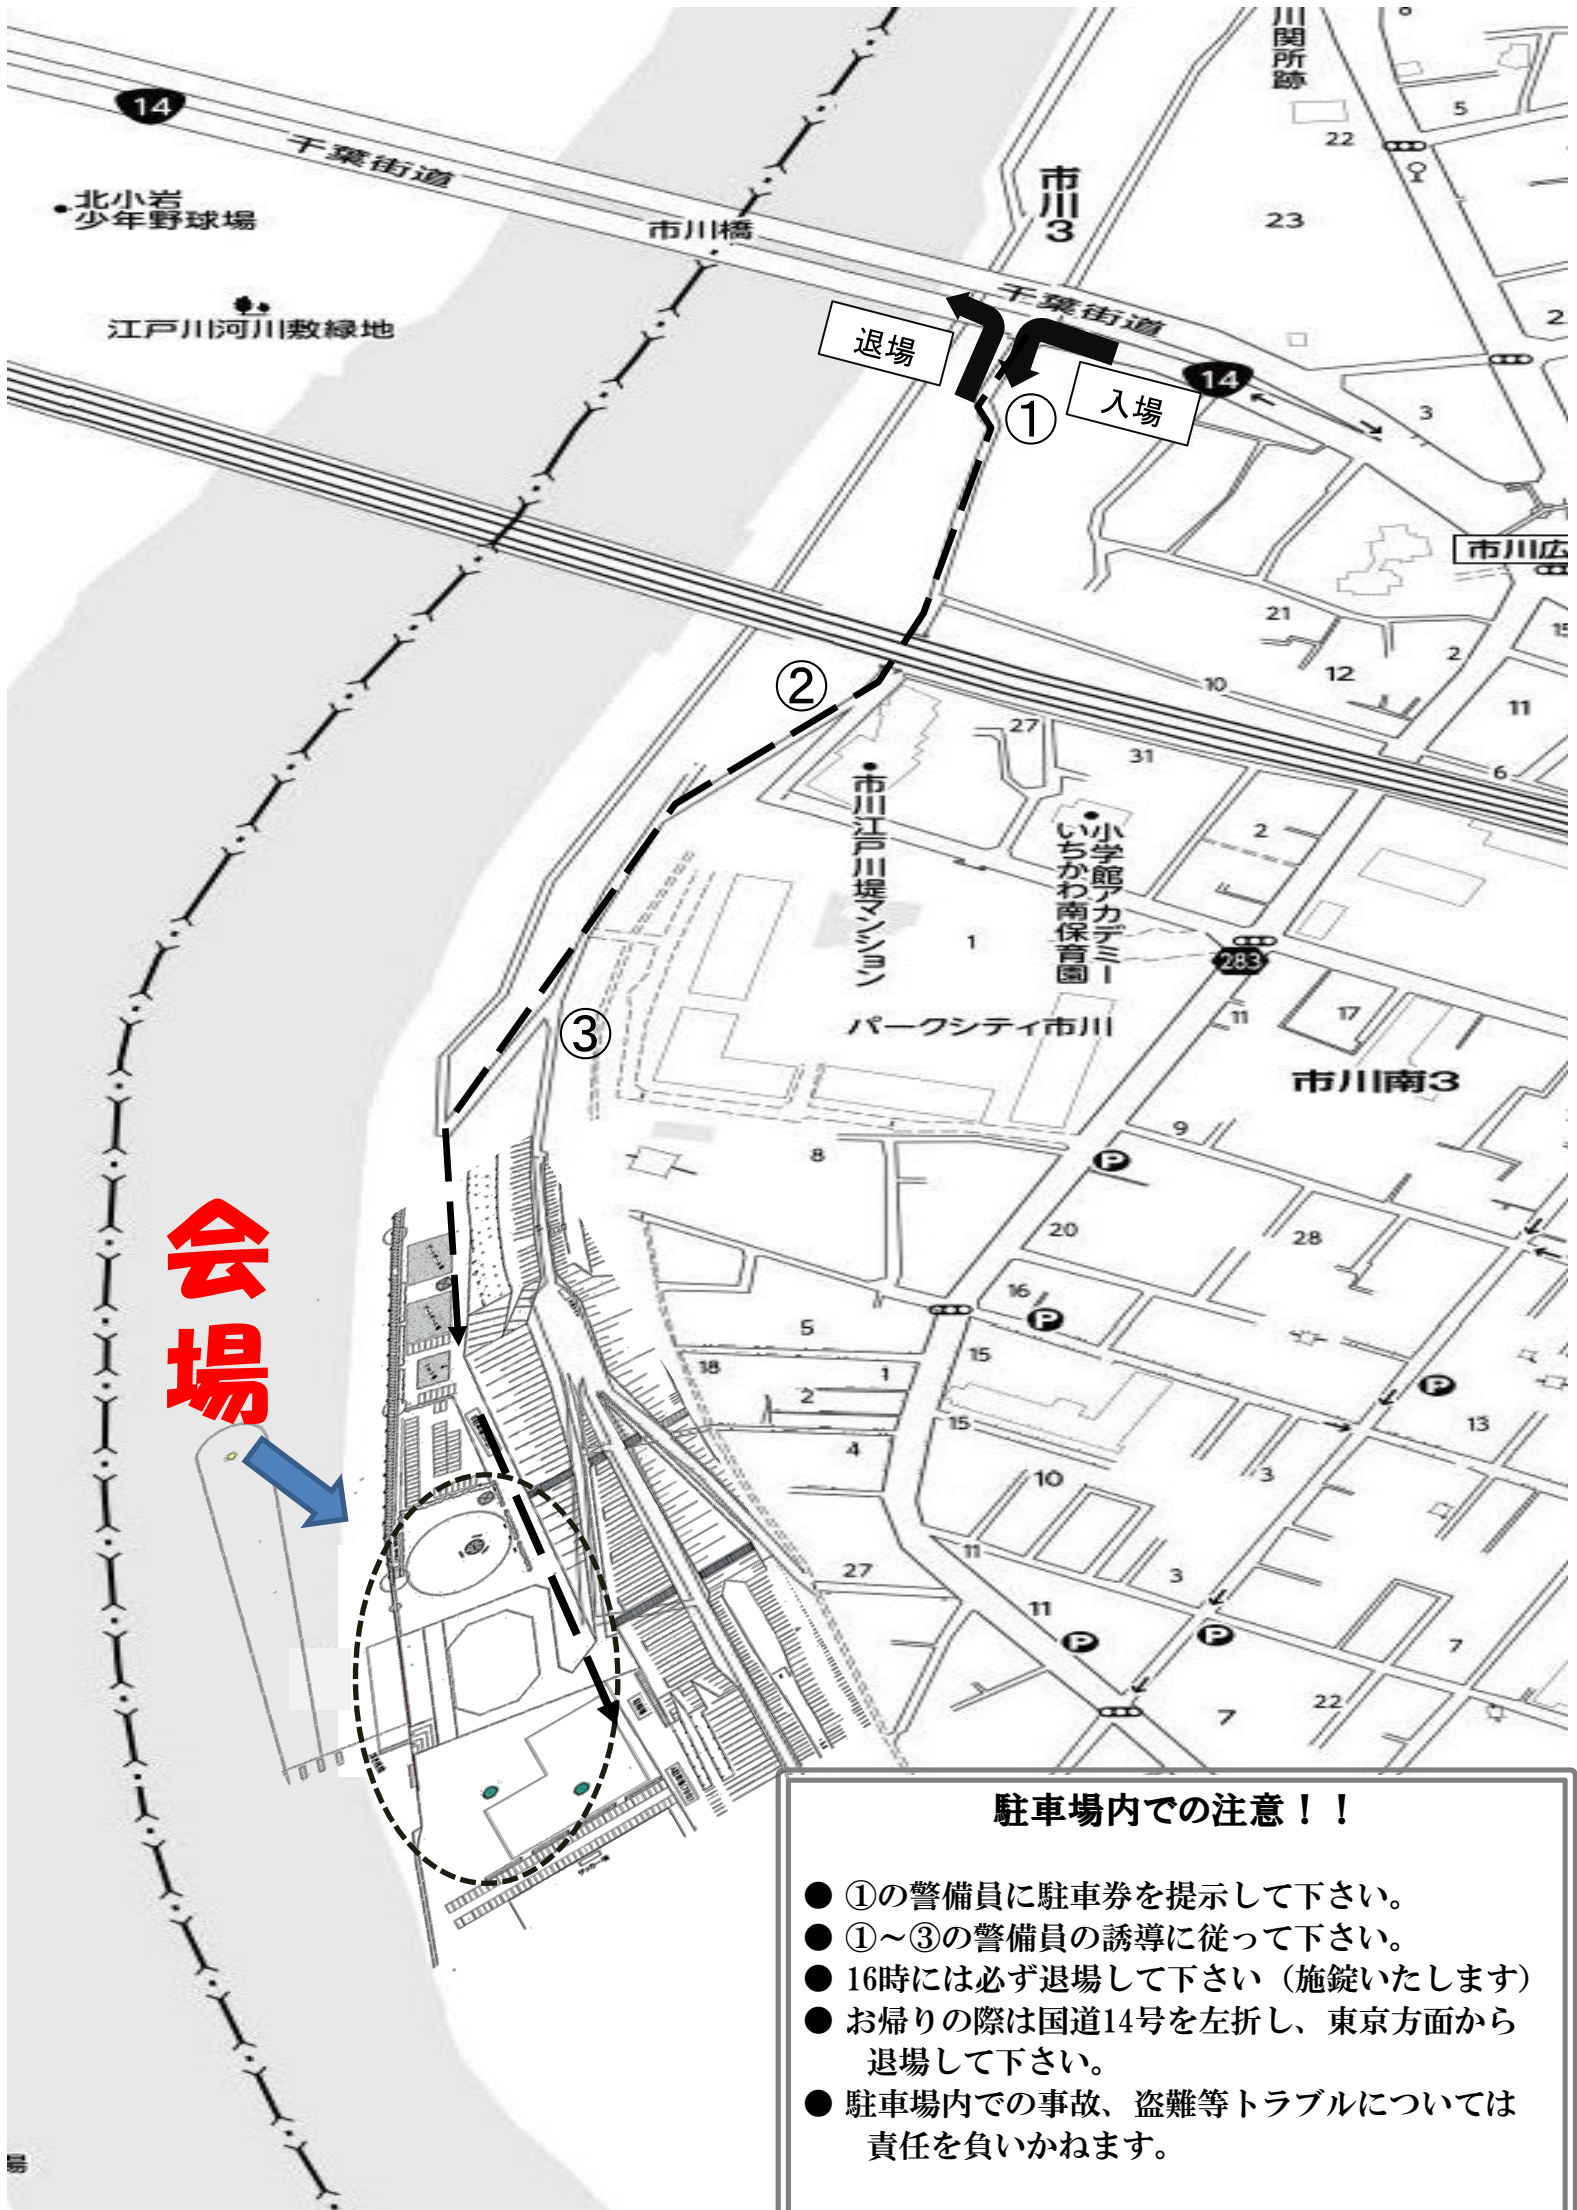 川関所跡
6
5
22
14
千葉街道
北小岩
少年野球場
市川橋
市川3
23
江戸川河川敷緑地
千葉街道
2
退場
14
入場
3
①
市川広
21
15
12
2
10
②
11
27
31
6
市川江戸川堤マンション
小学館アカデミー
いちかわ南保育園
2
1
283
③
11
17
パークシティ市川
市川南3
9
8
P
会場
20
28
16
P
5
15
18
1
P
2
15
13
4
10
3
11
27
3
11
P
P
7
22
7
サッカー場
駐車場内での注意！！
● ①の警備員に駐車券を提示して下さい。
● ①～③の警備員の誘導に従って下さい。
● 16時には必ず退場して下さい（施錠いたします）
● お帰りの際は国道14号を左折し、東京方面から
退場して下さい。
● 駐車場内での事故、盗難等トラブルについては
責任を負いかねます。
場